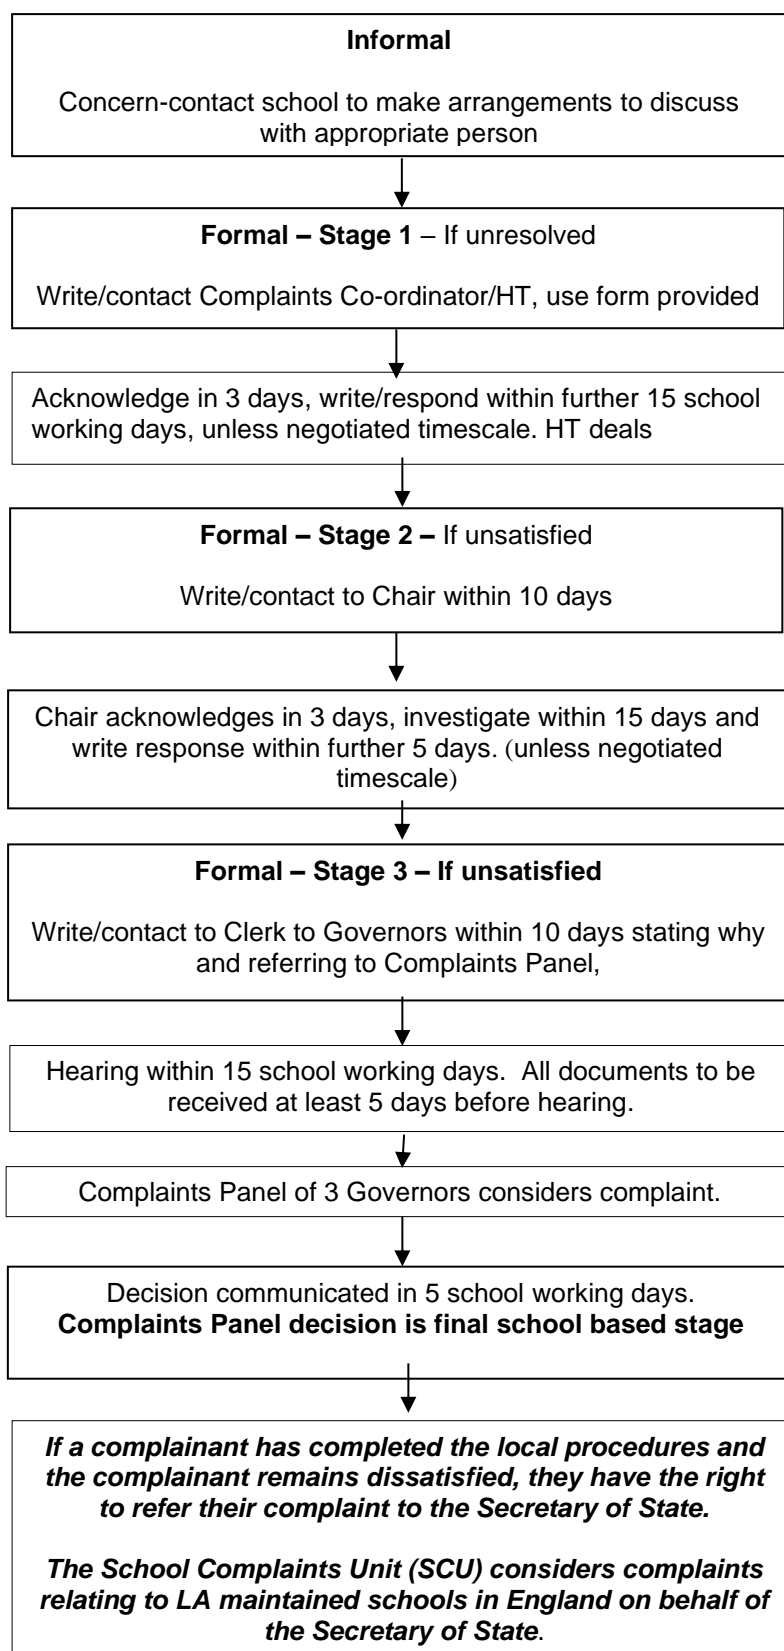 Informal
Concern-contact school to make arrangements to discuss
with appropriate person
Formal – Stage 1 – If unresolved
Write/contact Complaints Co-ordinator/HT, use form provided
Acknowledge in 3 days, write/respond within further 15 school
working days, unless negotiated timescale. HT deals
Formal – Stage 2 – If unsatisfied
Write/contact to Chair within 10 days
Chair acknowledges in 3 days, investigate within 15 days and
write response within further 5 days. (unless negotiated
timescale)
Formal – Stage 3 – If unsatisfied
Write/contact to Clerk to Governors within 10 days stating why
and referring to Complaints Panel,
Hearing within 15 school working days.  All documents to be
received at least 5 days before hearing.
Complaints Panel of 3 Governors considers complaint.
Decision communicated in 5 school working days.
Complaints Panel decision is final school based stage
If a complainant has completed the local procedures and
the complainant remains dissatisfied, they have the right
to refer their complaint to the Secretary of State.
The School Complaints Unit (SCU) considers complaints
relating to LA maintained schools in England on behalf of
the Secretary of State.